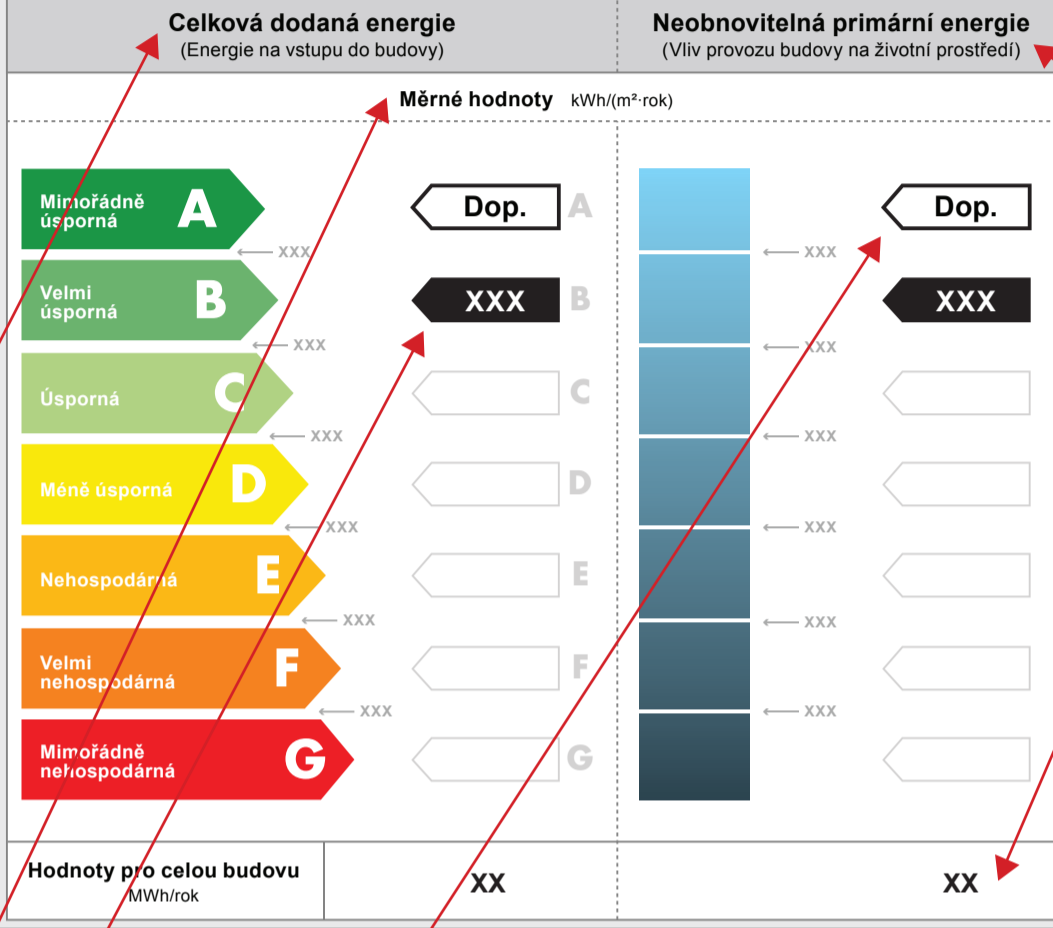 Celková dodaná energie
(Energie na vstupu do budovy)
Neobnovitelná primární energie
(Vliv provozu budovy na životní prostředí)
Měrné hodnoty kWh/(m²·rok)
Mimořádně
úsporná
A
Dop.
A
Dop.
XXX
XXX
Velmi
úsporná
B
XXX
B
XXX
XXX
XXX
Úsporná
C
C
XXX
XXX
Méně úsporná
D
D
XXX
XXX
Nehospodárná
E
E
XXX
XXX
Velmi
nehospodárná
F
F
XXX
XXX
Mimořádně
nehospodárná
G
G
Hodnoty pro celou budovu
MWh/rok
XX
XX